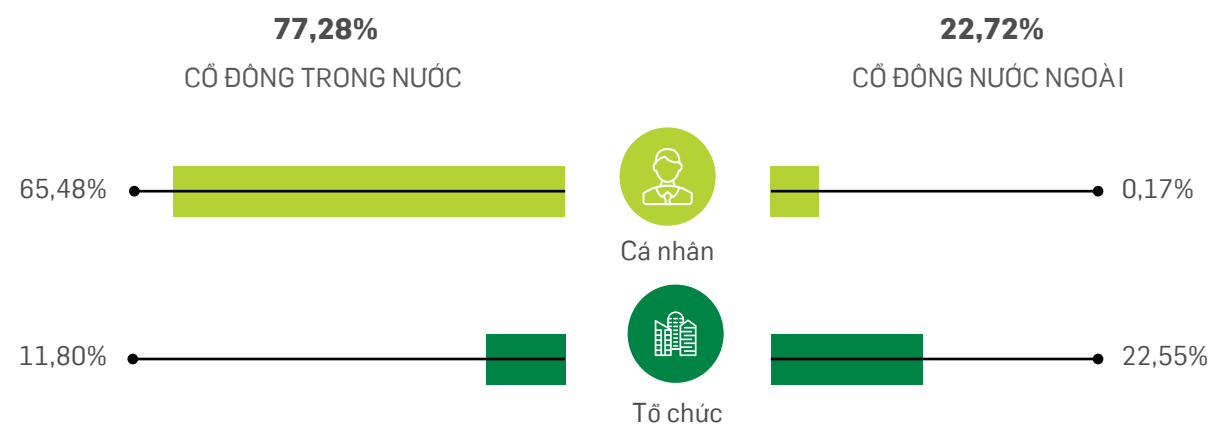 77,28%
CỔ ĐÔNG TRONG NƯỚC
22,72%
CỔ ĐÔNG NƯỚC NGOÀI
65,48%
Cá nhân
0,17%
11,80%
Tổ chức
22,55%